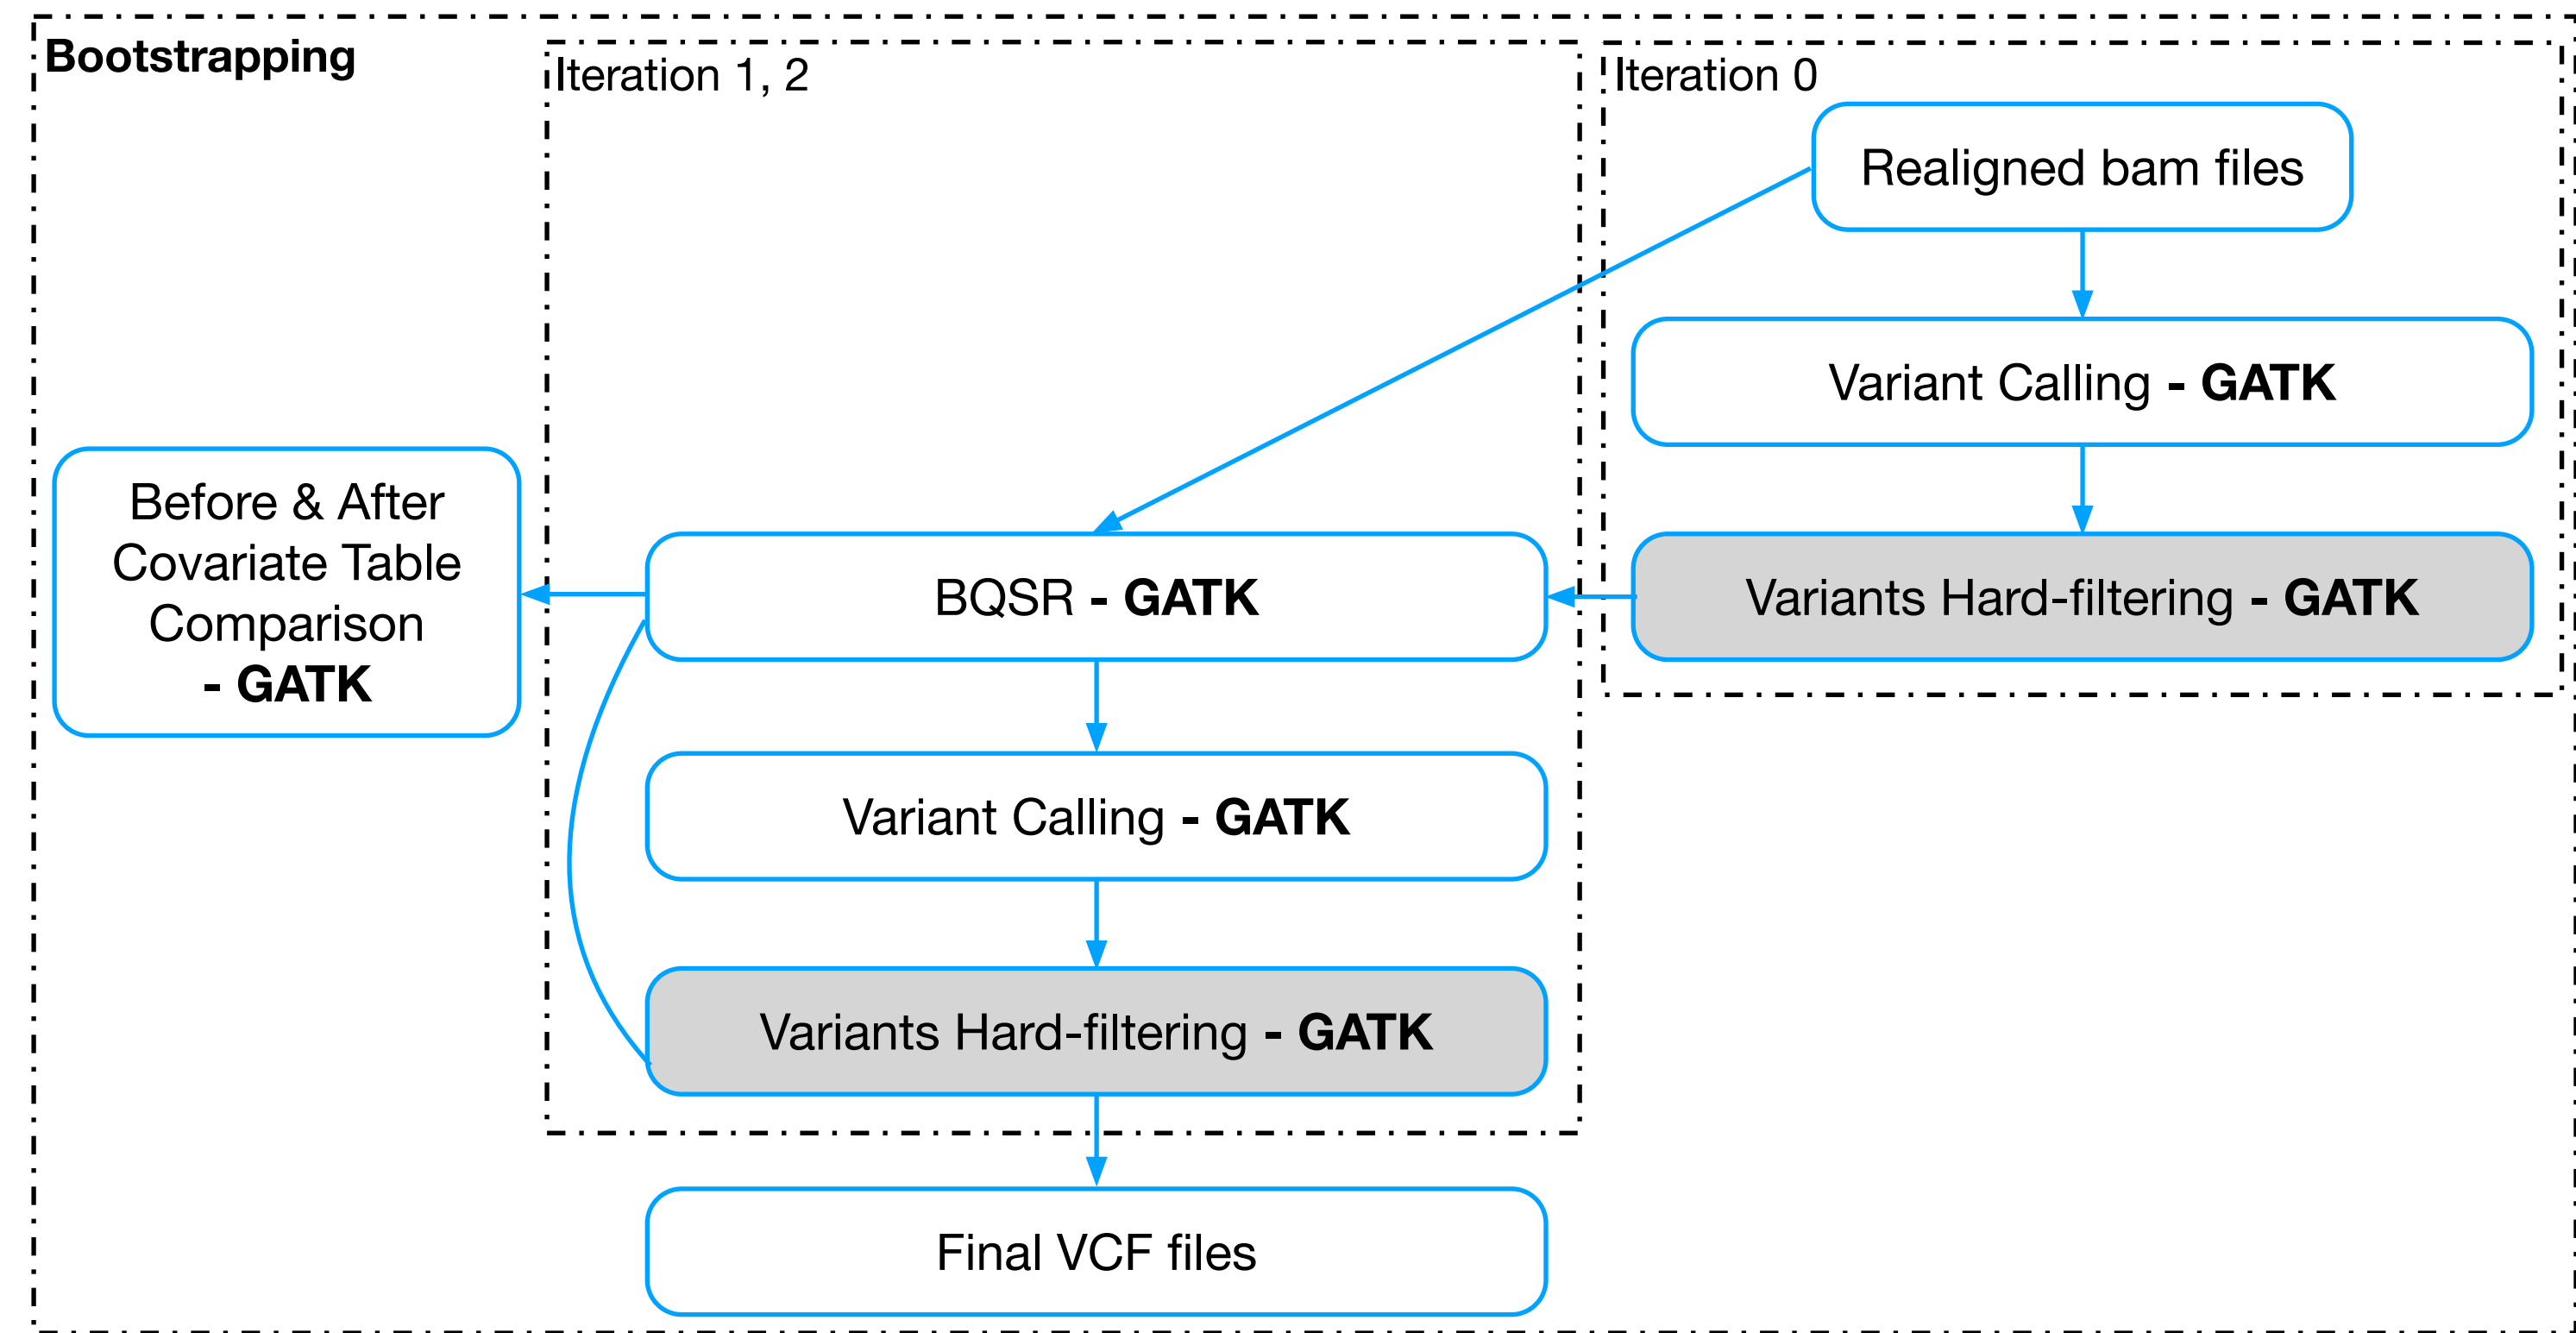 Bootstrapping
Iteration 1, 2
Iteration 0
Realigned bam files
Variant Calling - GATK
Variants Hard-filtering - GATK
Before & After
Covariate Table
Comparison
- GATK
BQSR - GATK
Variant Calling - GATK
Variants Hard-filtering - GATK
Final VCF files